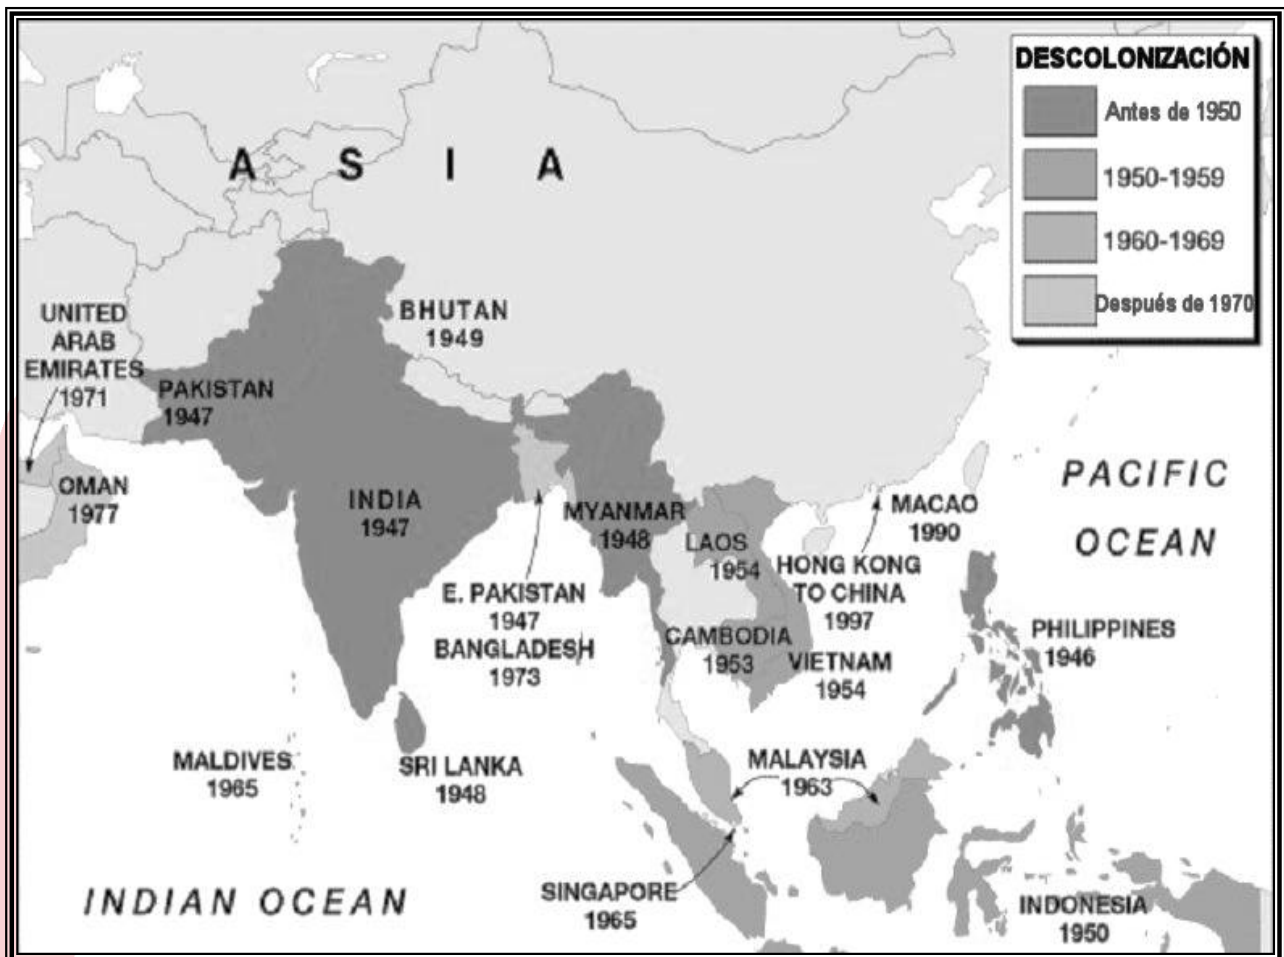 DESCOLONIZACIÓN
Antes de 1950
1950-1959
1960-1969
Después de 1970
A S I A
UNITED
ARAB
EMIRATES
1971
BHUTAN
1949
PAKISTAN
1947
OMAN
1977
INDIA
1947
MYANMAR
1948
LAOS
1954
MACAO
1990
HONG KONG
TO CHINA
1997
PACIFIC
OCEAN
E. PAKISTAN
1947
BANGLADESH
1973
CAMBODIA
1953
VIETNAM
1954
PHILIPPINES
1946
MALDIVES
1965
SRI LANKA
1948
MALAYSIA
1963
SINGAPORE
1965
INDIAN OCEAN
INDONESIA
1950